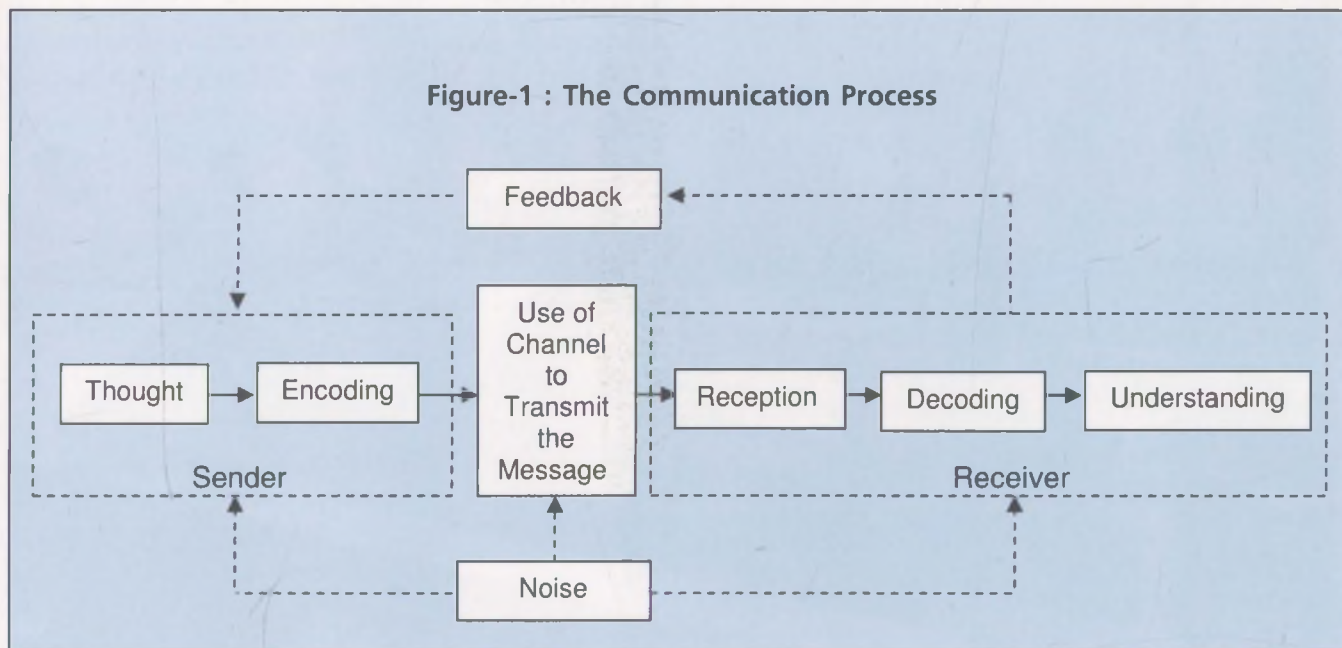 Figure-1 : The Communication Process
Feedback
Thought
Encoding
Use of
Channel
to
Transmit
the
Message
Reception
Decoding
Understanding
Sender
Receiver
Noise